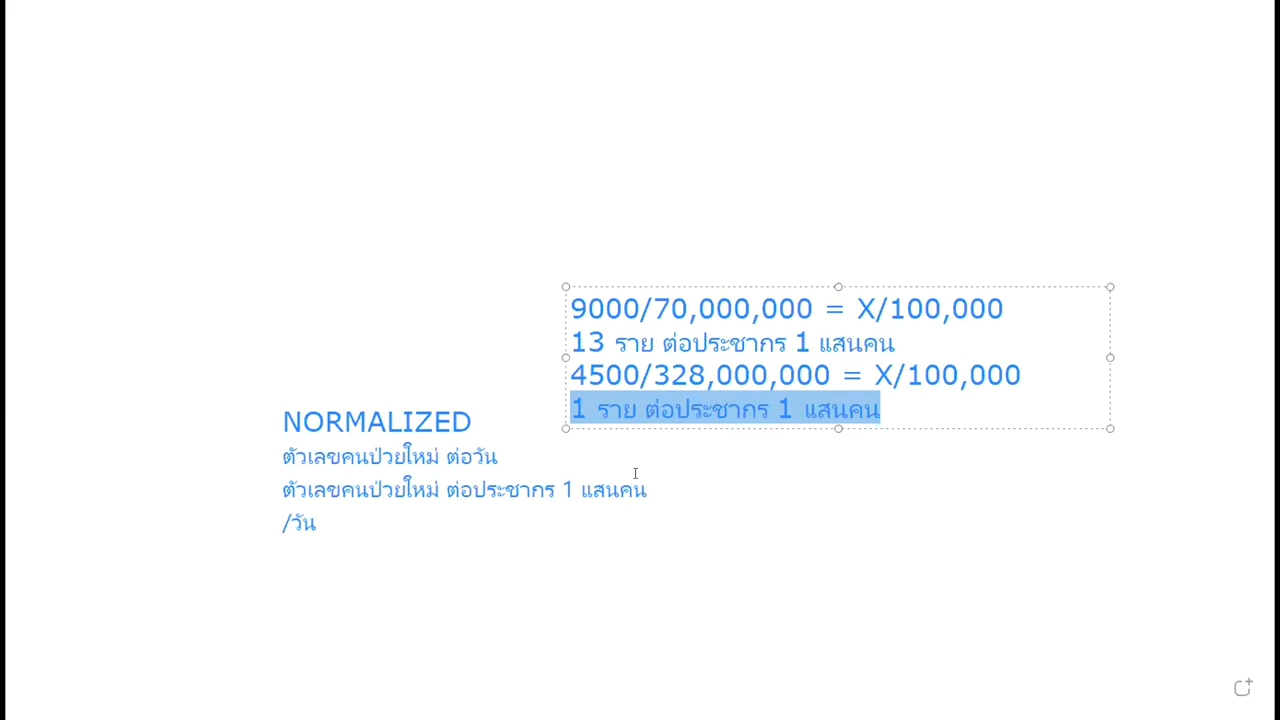 9000/70,000,000 = X/100,000
13 ราย ต่อประชากร 1 แสนคน
4500/328,000,000 = X/100,000
1 ราย ต่อประชากร 1 แสนคน
NORMALIZED
ตัวเลขคนป่วยใหม่ ต่อวัน
ตัวเลขคนป่วยใหม่ ต่อประชากร 1 แสนคน
/วัน